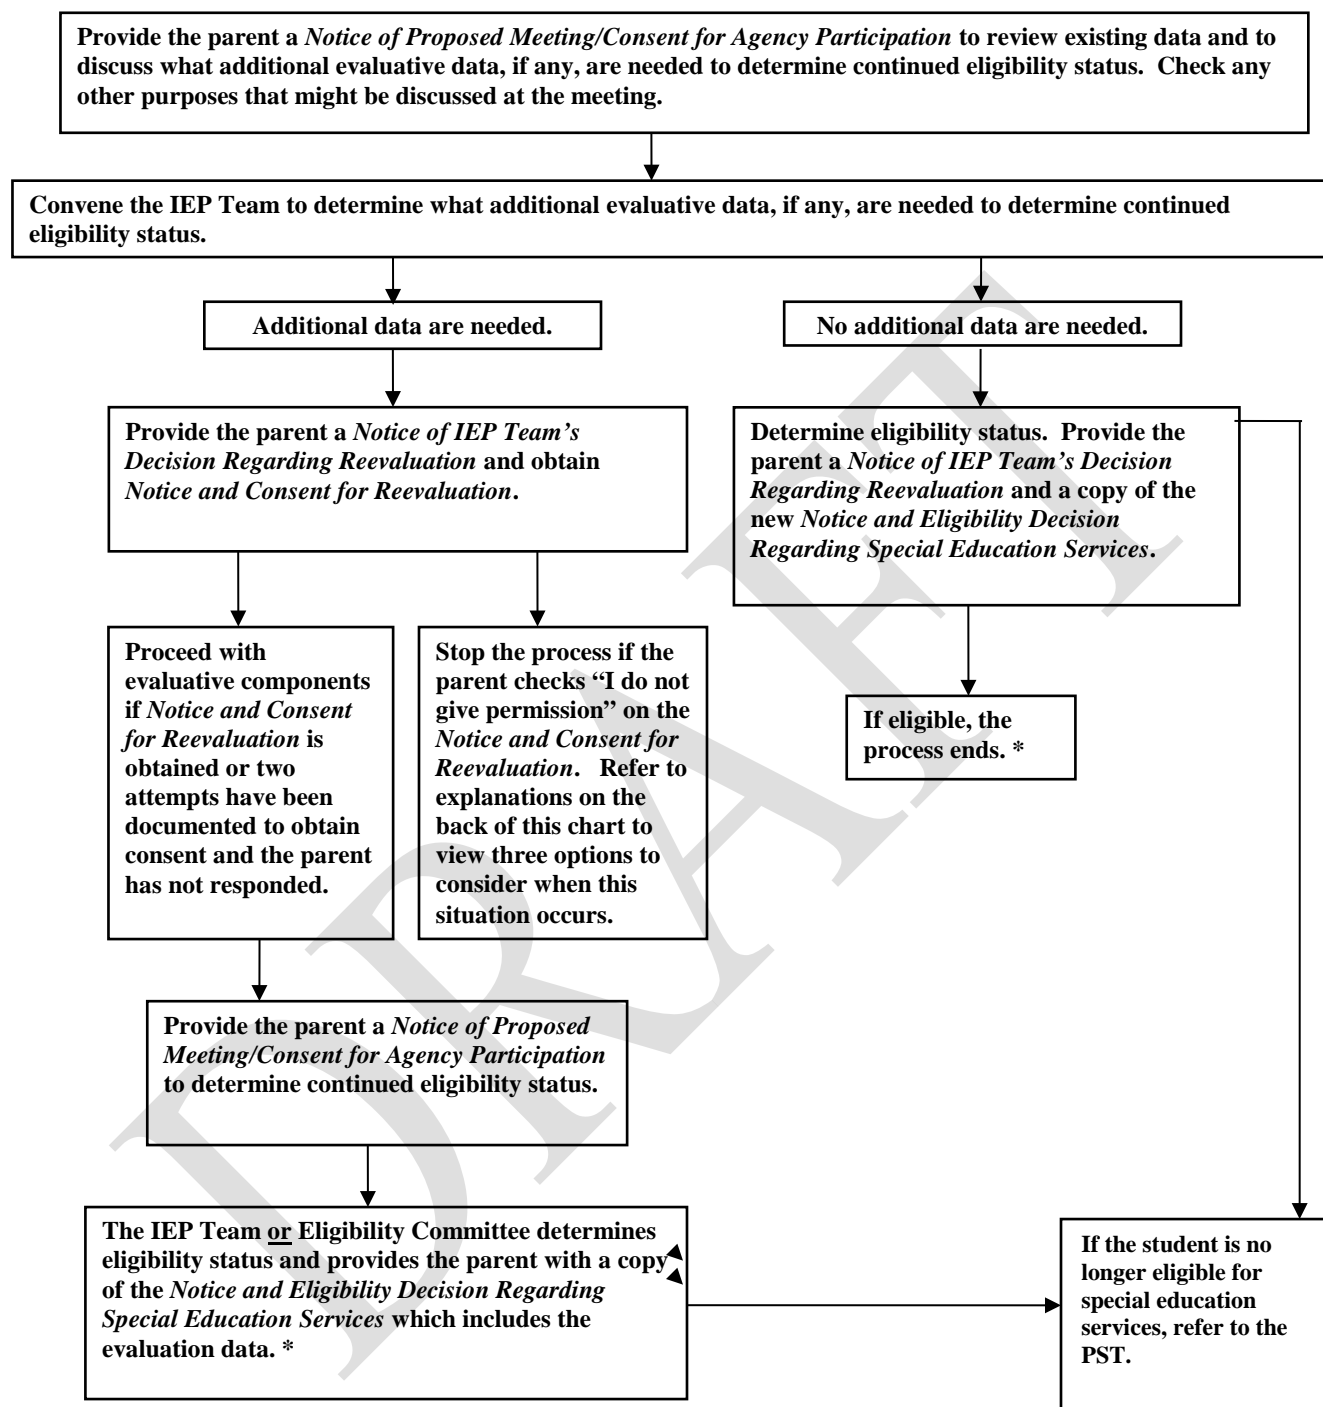 Provide the parent a Notice of Proposed Meeting/Consent for Agency Participation to review existing data and to
discuss what additional evaluative data, if any, are needed to determine continued eligibility status.  Check any
other purposes that might be discussed at the meeting.
Convene the IEP Team to determine what additional evaluative data, if any, are needed to determine continued
eligibility status.
Additional data are needed.
No additional data are needed.
Provide the parent a Notice of IEP Team’s
Decision Regarding Reevaluation and obtain
Notice and Consent for Reevaluation.
Determine eligibility status.  Provide the
parent a Notice of IEP Team’s Decision
Regarding Reevaluation and a copy of the
new Notice and Eligibility Decision
Regarding Special Education Services.
Proceed with
evaluative components
if Notice and Consent
for Reevaluation is
obtained or two
attempts have been
documented to obtain
consent and the parent
has not responded.
Stop the process if the
parent checks “I do not
give permission” on the
Notice and Consent for
Reevaluation.   Refer to
explanations on the
back of this chart to
view three options to
consider when this
situation occurs.
If eligible, the
process ends. *
Provide the parent a Notice of Proposed
Meeting/Consent for Agency Participation
to determine continued eligibility status.
The IEP Team or Eligibility Committee determines
eligibility status and provides the parent with a copy
of the Notice and Eligibility Decision Regarding
Special Education Services which includes the
evaluation data. *
If the student is no
longer eligible for
special education
services, refer to the
PST.
DRAFT